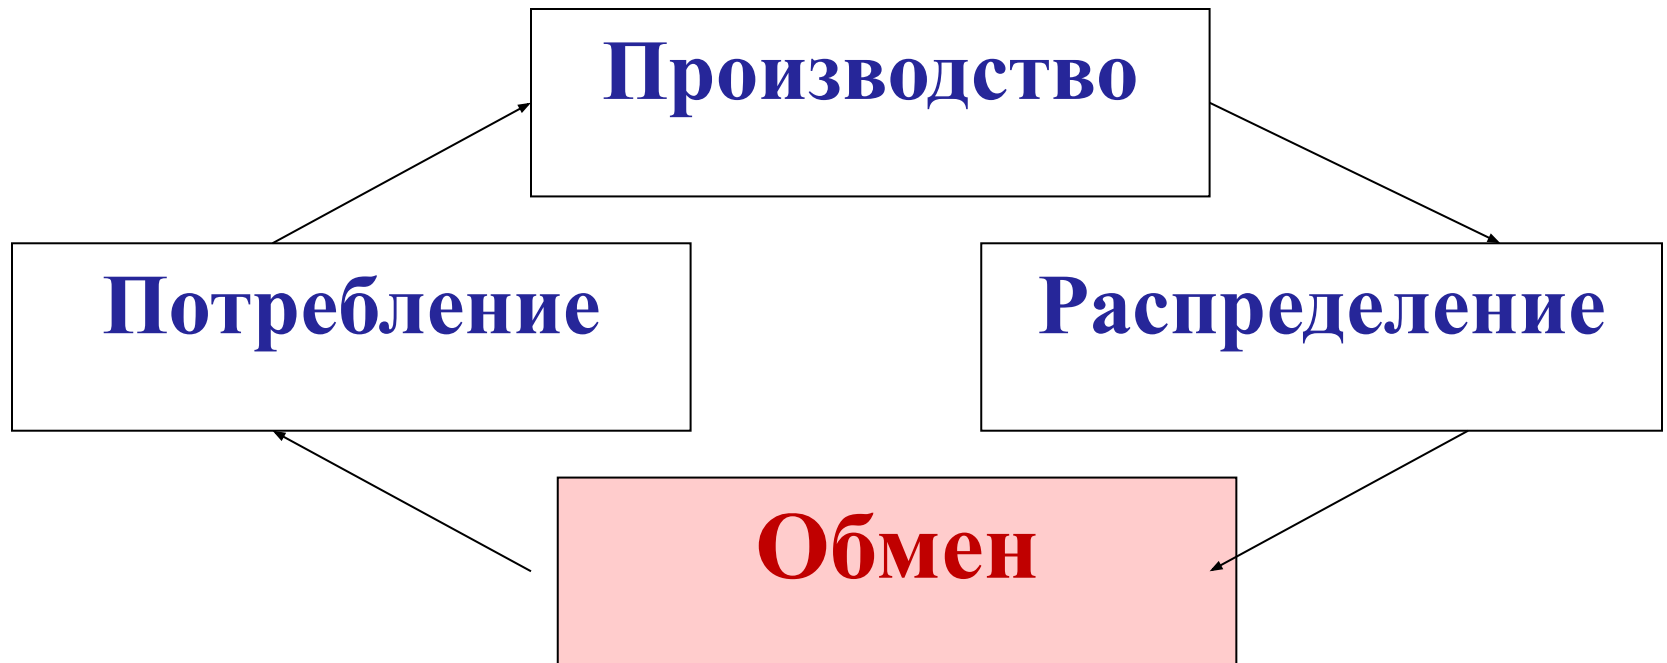 Производство
Потребление
Распределение
Обмен